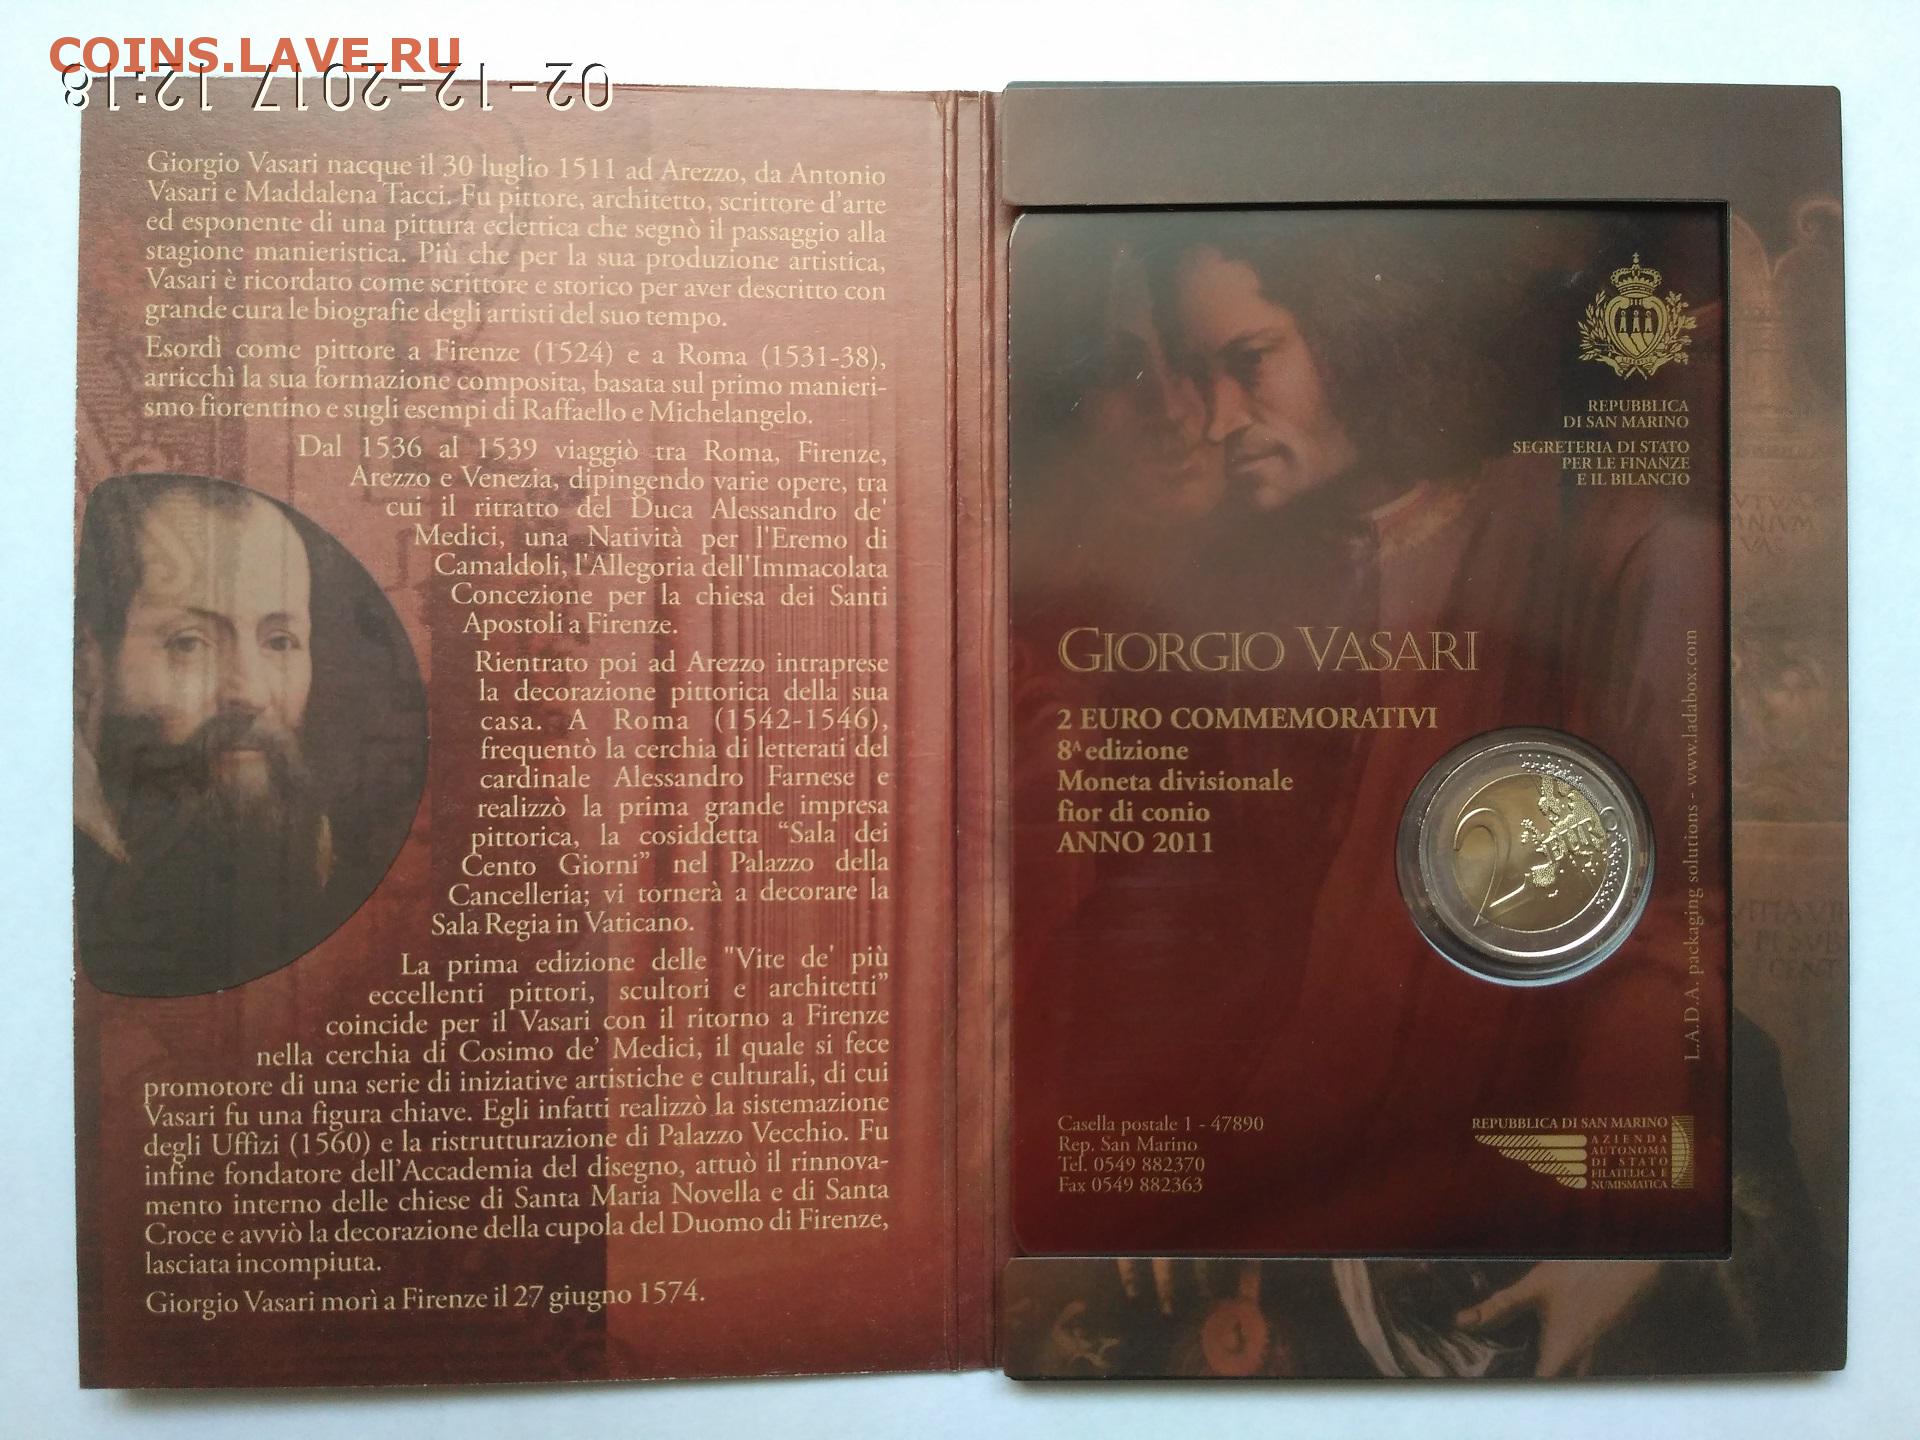 COINS.LAVE.RU
02-12-2017 12:18
Giorgio Vasari nacque il 30 luglio 1511 ad Arezzo, da Antonio
Vasari e Maddalena Tacci. Fu pittore, architetto, scrittore d'arte
ed esponente di una pittura eclettica che segnò il passaggio alla
stagione manieristica. Più che per la sua produzione artistica,
Vasari è ricordato come scrittore e storico per aver descritto con
grande cura le biografie degli artisti del suo tempo.
Esordì come pittore a Firenze (1524) e a Roma (1531-38),
arricchì la sua formazione composita, basata sul primo manieri-
smo fiorentino e sugli esempi di Raffaello e Michelangelo.
Dal 1536 al 1539 viaggiò tra Roma, Firenze,
Arezzo e Venezia, dipingendo varie opere, tra
cui il ritratto del Duca Alessandro de'
Medici, una Natività per l'Eremo di
Camaldoli, l'Allegoria dell'Immacolata
Concezione per la chiesa dei Santi
Apostoli a Firenze.
Rientrato poi ad Arezzo intraprese
la decorazione pittorica della sua
casa. A Roma (1542-1546),
frequentò la cerchia di letterati del
cardinale Alessandro Farnese e
realizzò la prima grande impresa
pittorica, la cosiddetta “Sala dei
Cento Giorni” nel Palazzo della
Cancelleria; vi tornerà a decorare la
Sala Regia in Vaticano.
La prima edizione delle "Vite de' più
eccellenti pittori, scultori e architetti”
coincide per il Vasari con il ritorno a Firenze
nella cerchia di Cosimo de’ Medici, il quale si fece
promotore di una serie di iniziative artistiche e culturali, di cui
Vasari fu una figura chiave. Egli infatti realizzò la sistemazione
degli Uffizi (1560) e la ristrutturazione di Palazzo Vecchio. Fu
infine fondatore dell’Accademia del disegno, attuò il rinnova-
mento interno delle chiese di Santa Maria Novella e di Santa
Croce e avviò la decorazione della cupola del Duomo di Firenze,
lasciata incompiuta.
Giorgio Vasari morì a Firenze il 27 giugno 1574.
LIBERTAS
REPUBBLICA
DI SAN MARINO
SEGRETERIA DI STATO
PER LE FINANZE
E IL BILANCIO
GIORGIO VASARI
2 EURO COMMEMORATIVI
8ᴬ edizione
Moneta divisionale
fior di conio
ANNO 2011
2 EURO
L.A.D.A. packaging solutions - www.ladabox.com
Casella postale 1 - 47890
Rep. San Marino
Tel. 0549 882370
Fax 0549 882363
REPUBBLICA DI SAN MARINO
AZIENDA
AUTONOMA
DI STATO
FILATELICA E
NUMISMATICA